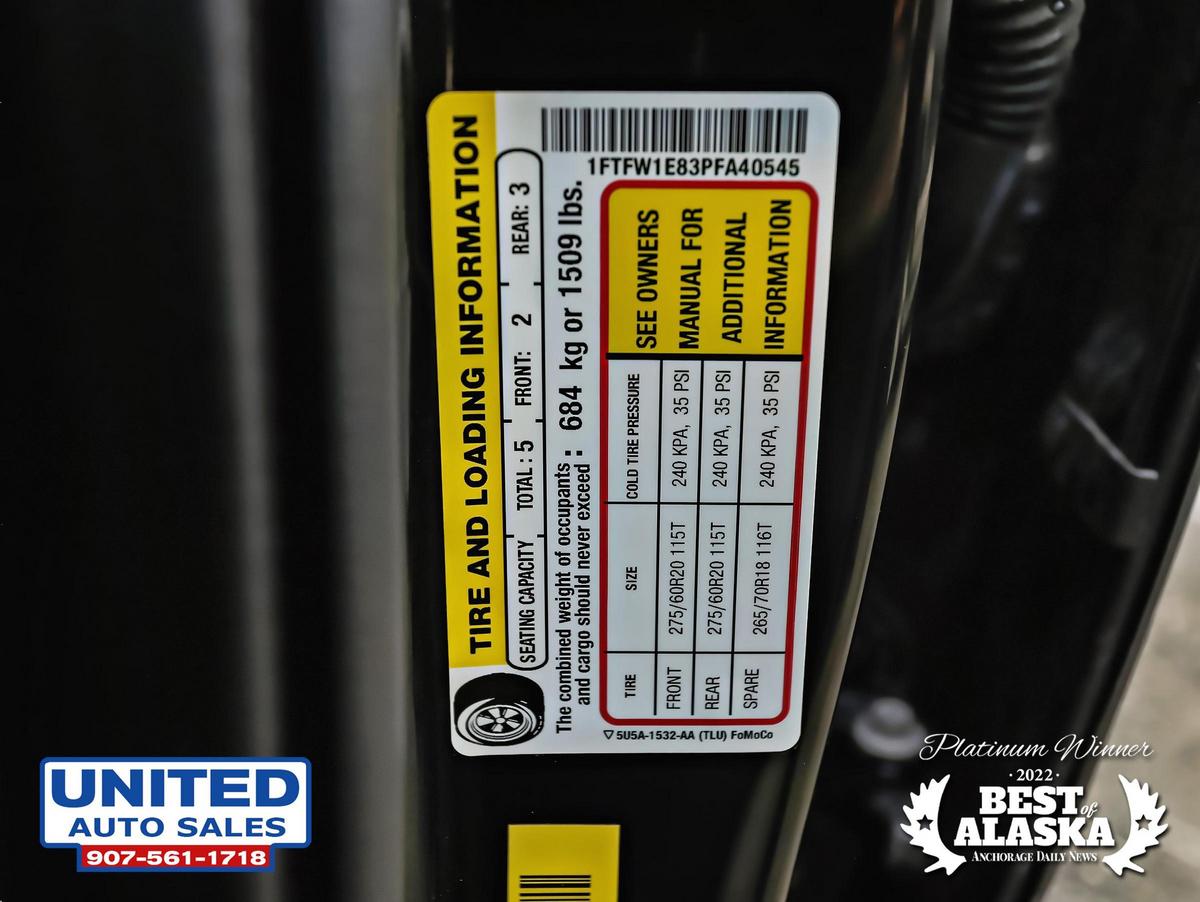 1FTFW1E83PFA40545
TIRE AND LOADING INFORMATION
SEATING CAPACITY TOTAL : 5 FRONT: 2 REAR: 3
The combined weight of occupants
and cargo should never exceed : 684 kg or 1509 lbs.
TIRE SIZE COLD TIRE PRESSURE
FRONT 275/60R20 115T 240 KPA, 35 PSI
REAR 275/60R20 115T 240 KPA, 35 PSI
SPARE 265/70R18 116T 240 KPA, 35 PSI
SEE OWNERS
MANUAL FOR
ADDITIONAL
INFORMATION
5U5A-1532-AA (TLU) FoMoCo
UNITED
AUTO SALES
907-561-1718
Platinum Winner
·2022·
BEST of
ALASKA
ANCHORAGE DAILY NEWS